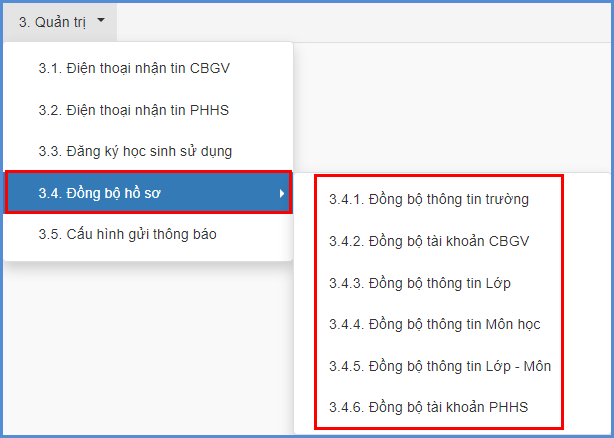 3. Quản trị
3.1. Điện thoại nhận tin CBGV
3.2. Điện thoại nhận tin PHHS
3.3. Đăng ký học sinh sử dụng
3.4. Đồng bộ hồ sơ
3.5. Cấu hình gửi thông báo
3.4.1. Đồng bộ thông tin trường
3.4.2. Đồng bộ tài khoản CBGV
3.4.3. Đồng bộ thông tin Lớp
3.4.4. Đồng bộ thông tin Môn học
3.4.5. Đồng bộ thông tin Lớp - Môn
3.4.6. Đồng bộ tài khoản PHHS